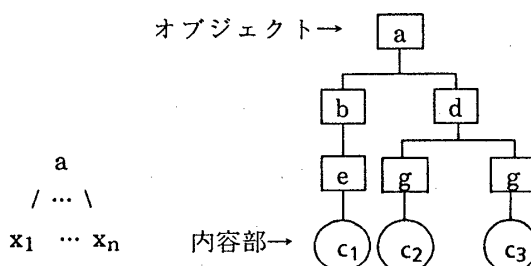 オブジェクト→ a
b d
a
e g g
/ … \
x1 … xn
内容部→ c1 c2 c3